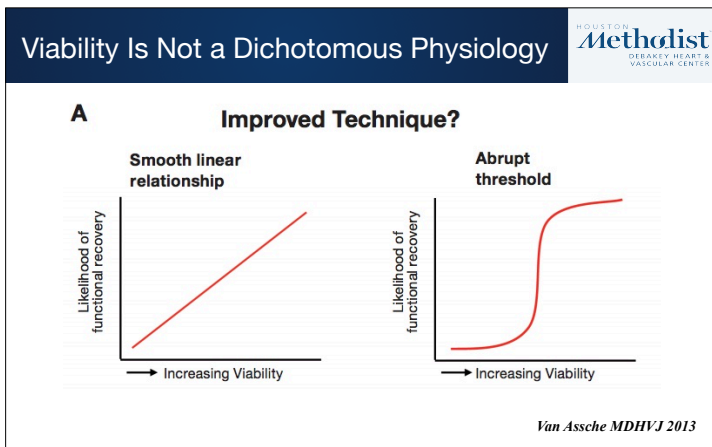 Viability Is Not a Dichotomous Physiology
HOUSTON
Methodist
DEBAKEY HEART &
VASCULAR CENTER
A
Improved Technique?
Smooth linear
relationship
Likelihood of
functional recovery
Increasing Viability
Abrupt
threshold
Likelihood of
functional recovery
Increasing Viability
Van Assche MDHVJ 2013